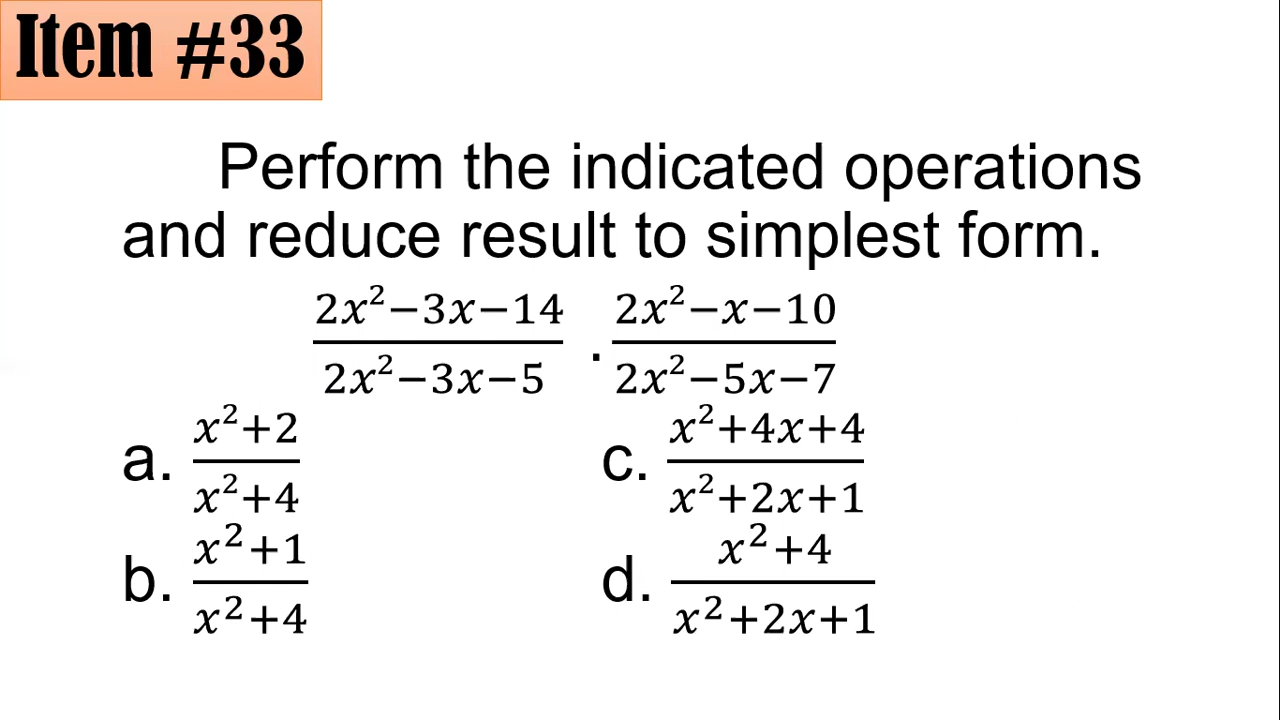 Item #33
Perform the indicated operations
and reduce result to simplest form.
2x²−3x−14 / 2x²−3x−5 . 2x²−x−10 / 2x²−5x−7
a. x²+2 / x²+4
c. x²+4x+4 / x²+2x+1
b. x²+1 / x²+4
d. x²+4 / x²+2x+1